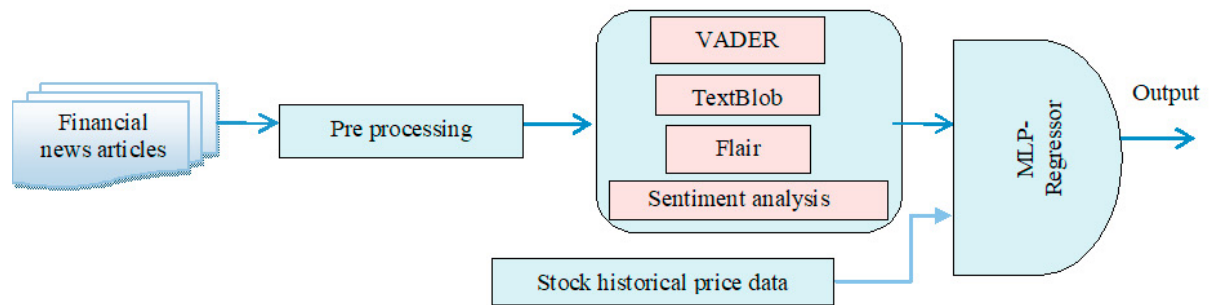 Financial
news articles
Pre processing
VADER
TextBlob
Flair
Sentiment analysis
Stock historical price data
MLP-
Regressor
Output